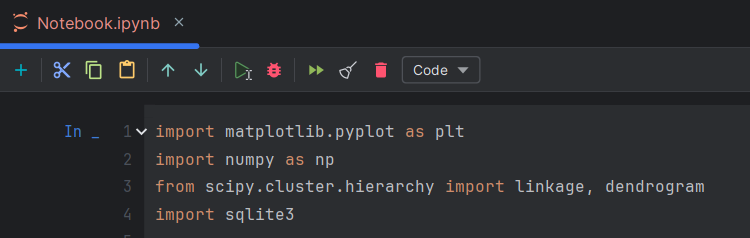 Notebook.ipynb
Code
In _
1 import matplotlib.pyplot as plt
2 import numpy as np
3 from scipy.cluster.hierarchy import linkage, dendrogram
4 import sqlite3